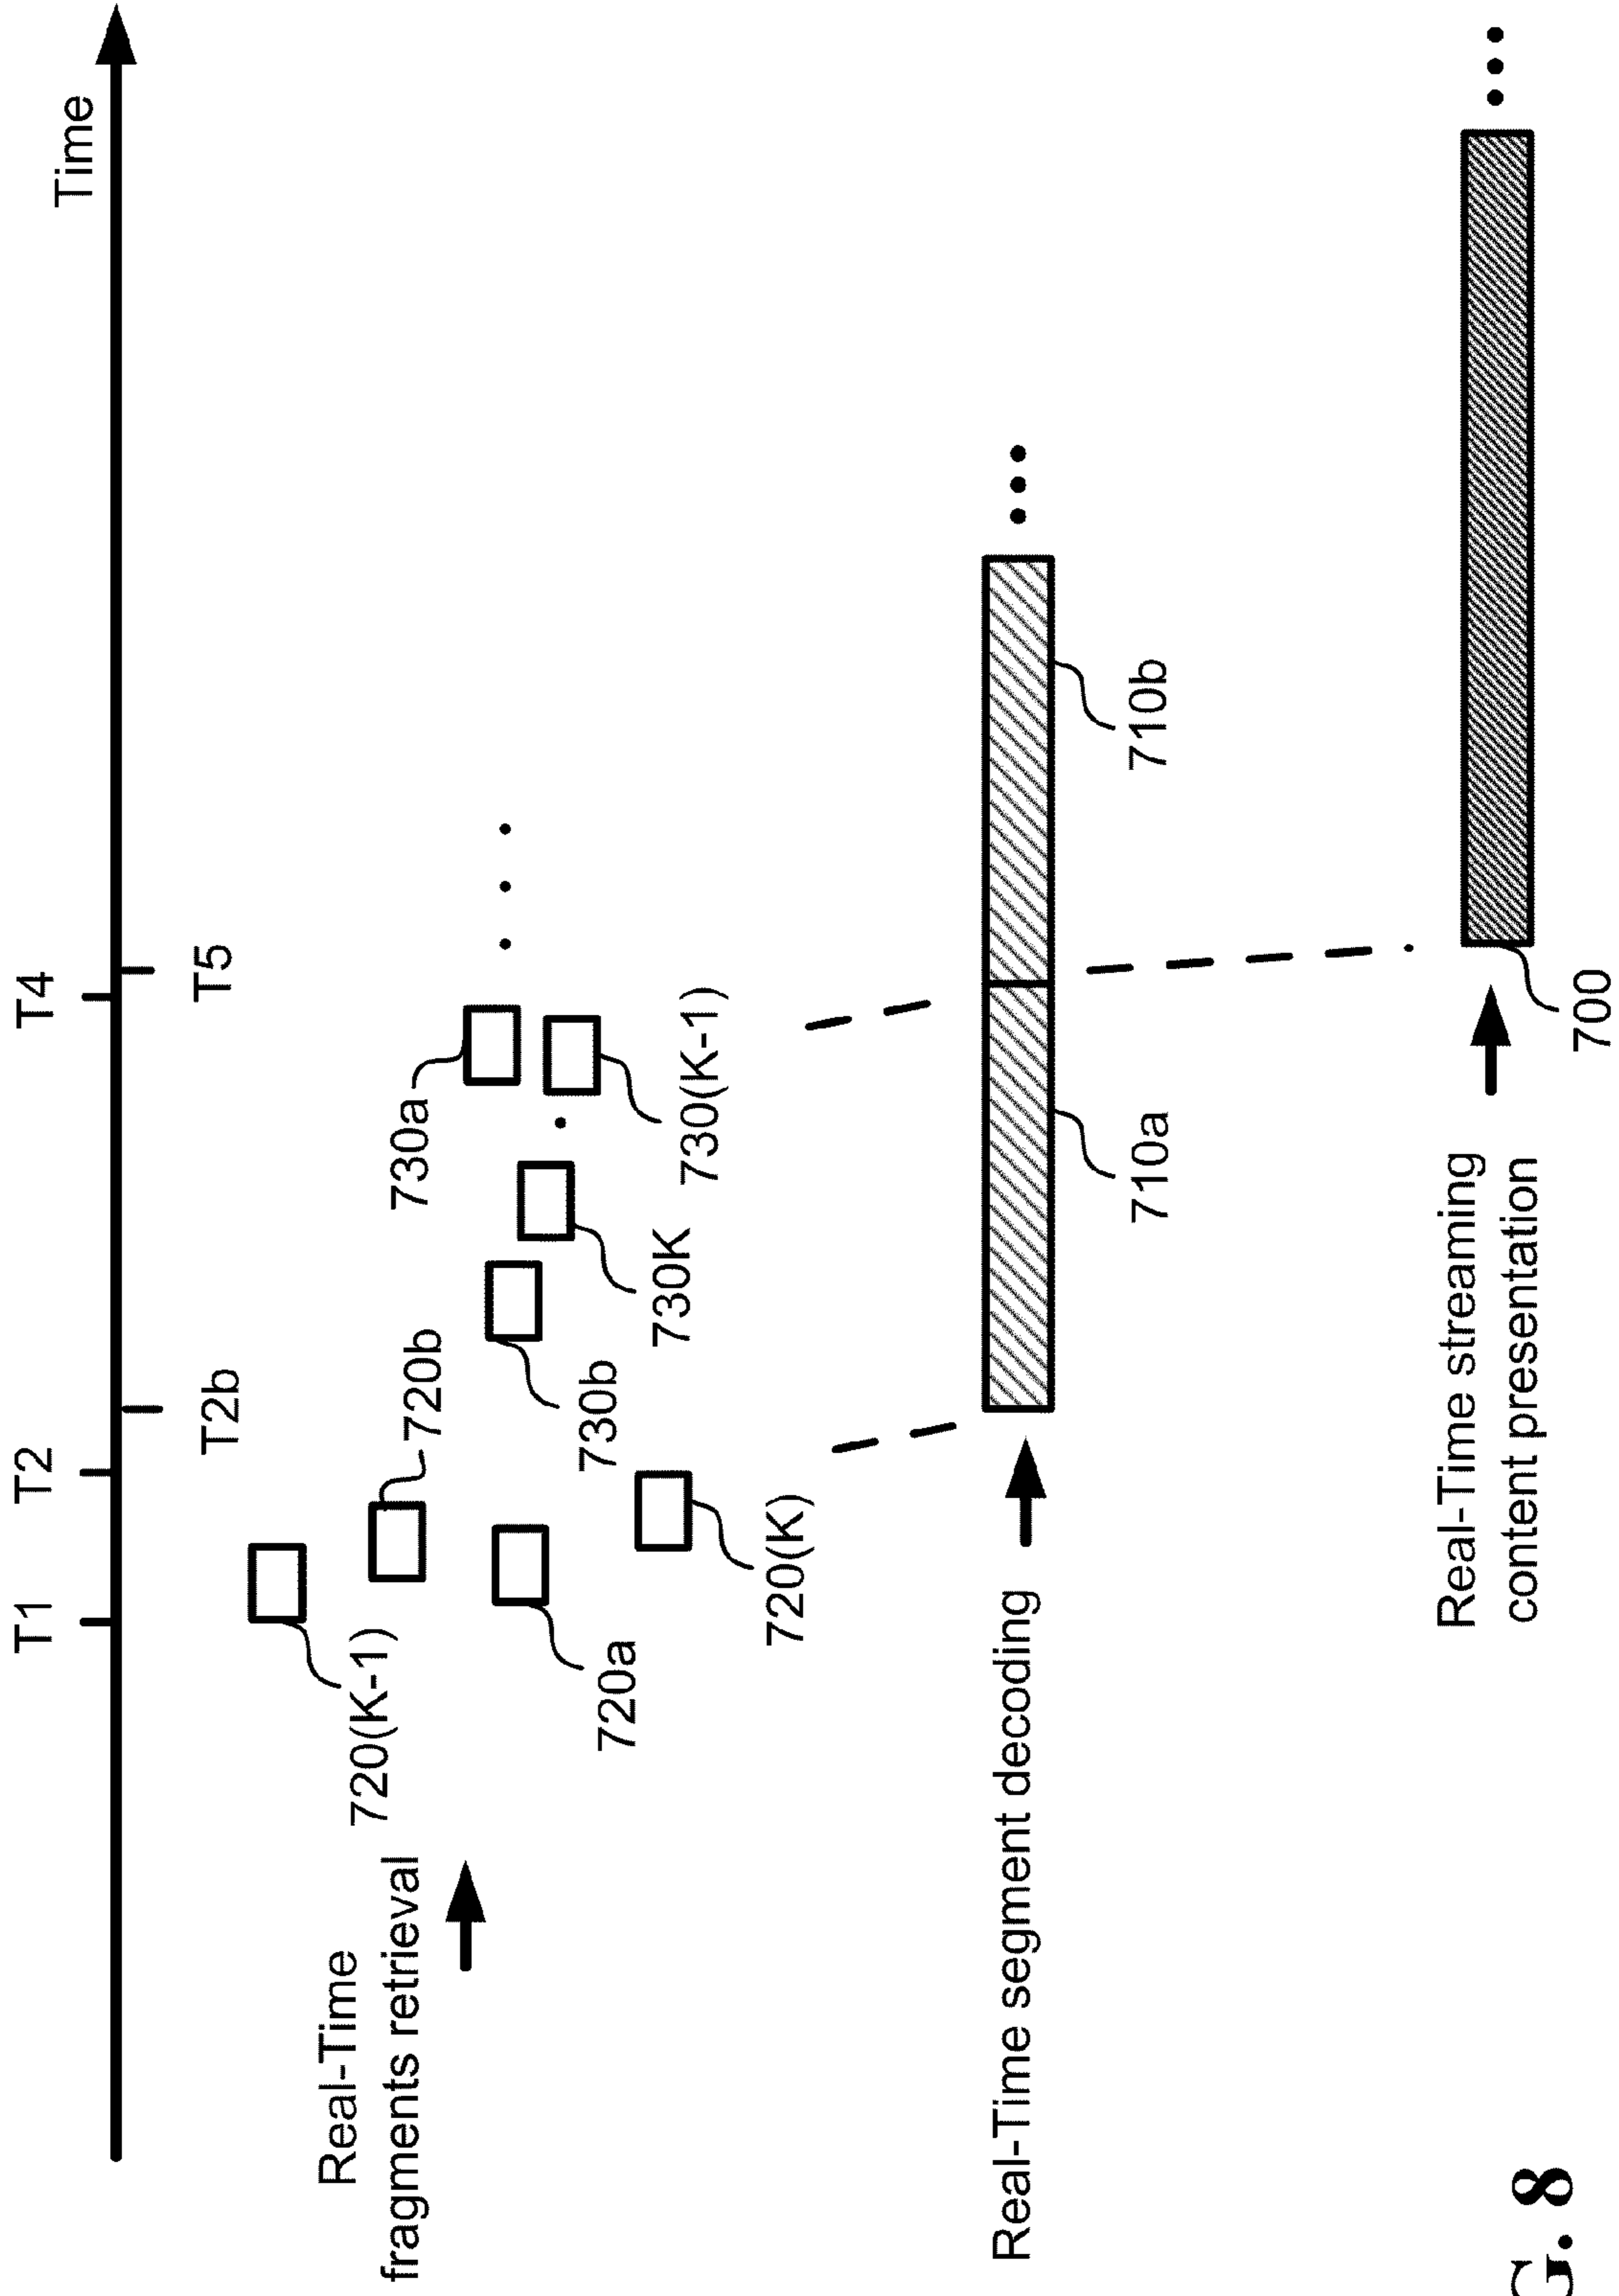 Time
T1
T2
T4
T2b
T5
Real-Time
fragments retrieval
720(K-1)
720b
720a
720(K)
730a
730b
730K
730(K-1)
Real-Time segment decoding
710a
710b
Real-Time streaming
content presentation
700
G. 8